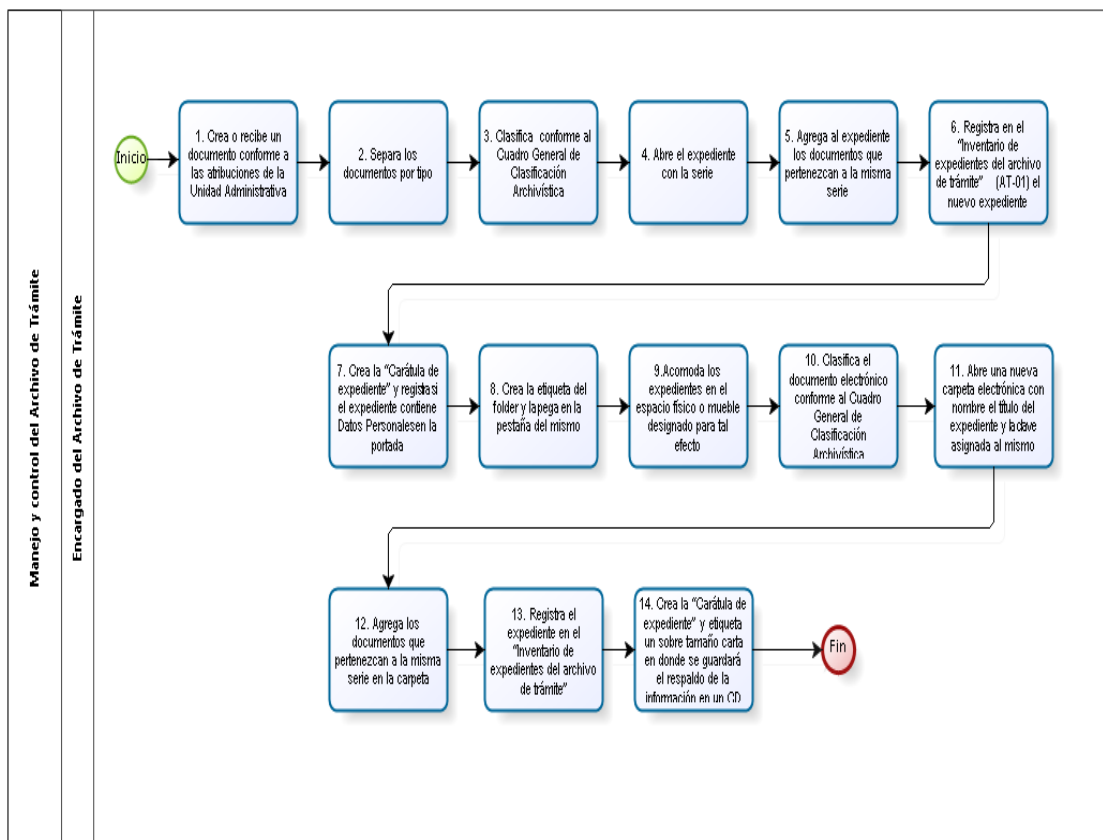 Manejo y control del Archivo de Trámite
Encargado del Archivo de Trámite
Inicio
1. Crea o recibe un
documento conforme a
las atribuciones de la
Unidad Administrativa
2. Separa los
documentos por tipo
3. Clasifica conforme al
Cuadro General de
Clasificación
Archivística
4. Abre el expediente
con la serie
5. Agrega al expediente
los documentos que
pertenezcan a la misma
serie
6. Registra en el
“Inventario de
expedientes del archivo
de trámite” (AT-01) el
nuevo expediente
7. Crea la “Carátula de
expediente” y registrasi
el expediente contiene
Datos Personalesen la
portada
8. Crea la etiqueta del
folder y lapega en la
pestaña del mismo
9.Acomoda los
expedientes en el
espacio físico o mueble
designado para tal
efecto
10. Clasifica el
documento electrónico
conforme al Cuadro
General de
Clasificación
Archivística
11. Abre una nueva
carpeta electrónica con
nombre el título del
expediente y laclave
asignada al mismo
12. Agrega los
documentos que
pertenezcan a la misma
serie en la carpeta
13. Registra el
expediente en el
“Inventario de
expedientes del archivo
de trámite”
14. Crea la “Carátula de
expediente” y etiqueta
un sobre tamaño carta
en donde se guardará
el respaldo de la
información en un CD
Fin